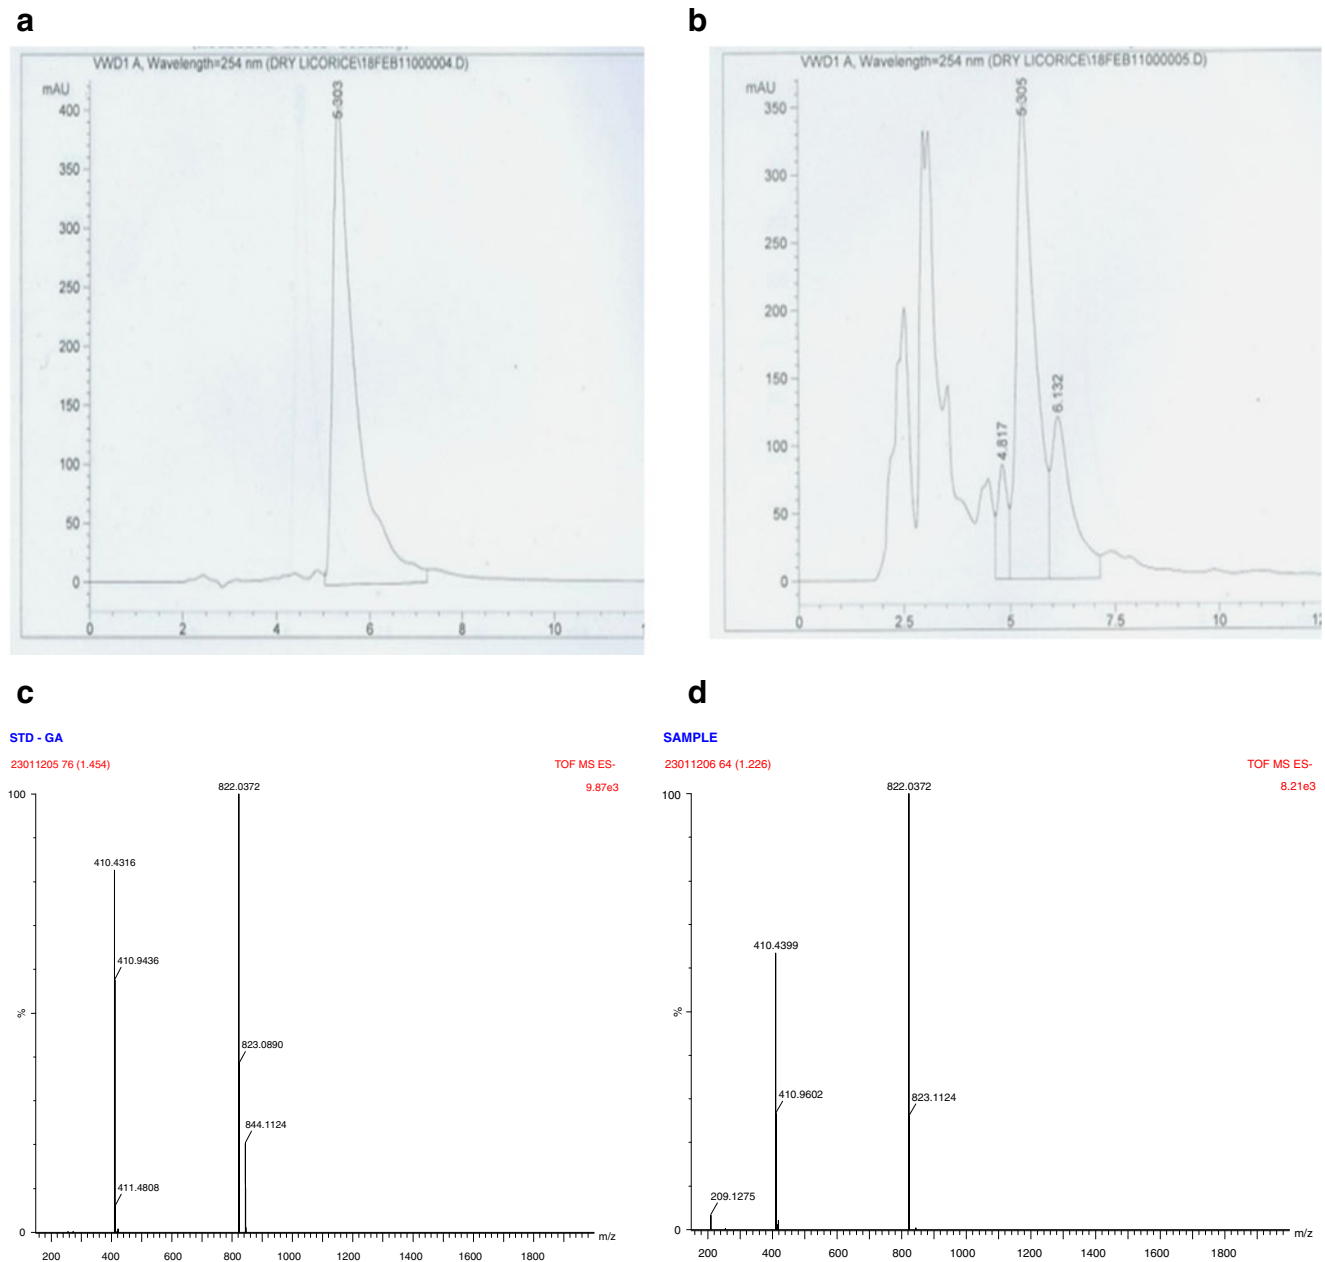 a
VWD1 A, Wavelength=254 nm (DRY LICORICE\18FEB11000004.D)
mAU
5.303
400
350
300
250
200
150
100
50
0
0 2 4 6 8 10
b
VWD1 A, Wavelength=254 nm (DRY LICORICE\18FEB11000005.D)
mAU
5.305
350
300
250
200
150
100
50
0
6.132
4.817
0 2.5 5 7.5 10
c
STD - GA
23011205 76 (1.454)
TOF MS ES-
9.87e3
100
822.0372
410.4316
410.9436
%
823.0890
844.1124
411.4808
0
m/z
200 400 600 800 1000 1200 1400 1600 1800
d
SAMPLE
23011206 64 (1.226)
TOF MS ES-
8.21e3
100
822.0372
410.4399
%
410.9602
823.1124
209.1275
0
m/z
200 400 600 800 1000 1200 1400 1600 1800